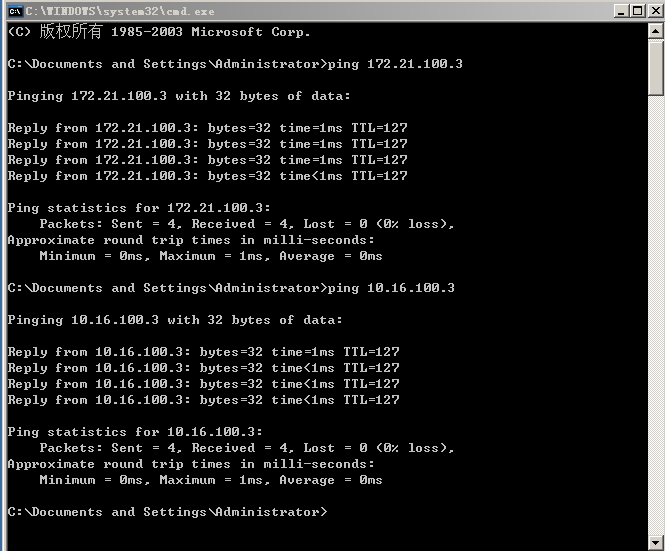 C:\WINDOWS\system32\cmd.exe
(C) 版权所有 1985-2003 Microsoft Corp.
C:\Documents and Settings\Administrator>ping 172.21.100.3
Pinging 172.21.100.3 with 32 bytes of data:
Reply from 172.21.100.3: bytes=32 time=1ms TTL=127
Reply from 172.21.100.3: bytes=32 time=1ms TTL=127
Reply from 172.21.100.3: bytes=32 time=1ms TTL=127
Reply from 172.21.100.3: bytes=32 time<1ms TTL=127
Ping statistics for 172.21.100.3:
Packets: Sent = 4, Received = 4, Lost = 0 (0% loss),
Approximate round trip times in milli-seconds:
Minimum = 0ms, Maximum = 1ms, Average = 0ms
C:\Documents and Settings\Administrator>ping 10.16.100.3
Pinging 10.16.100.3 with 32 bytes of data:
Reply from 10.16.100.3: bytes=32 time=1ms TTL=127
Reply from 10.16.100.3: bytes=32 time<1ms TTL=127
Reply from 10.16.100.3: bytes=32 time<1ms TTL=127
Reply from 10.16.100.3: bytes=32 time<1ms TTL=127
Ping statistics for 10.16.100.3:
Packets: Sent = 4, Received = 4, Lost = 0 (0% loss),
Approximate round trip times in milli-seconds:
Minimum = 0ms, Maximum = 1ms, Average = 0ms
C:\Documents and Settings\Administrator>